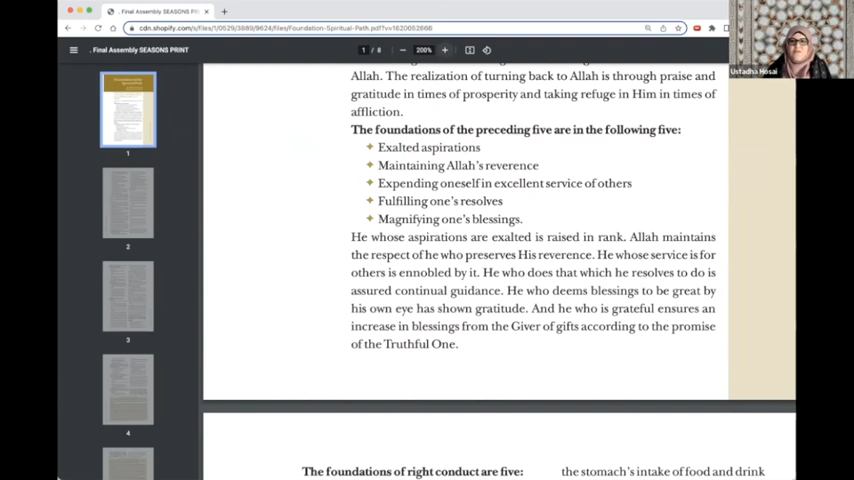 . Final Assembly SEASONS PRINT
cdn.shopify.com/s/files/1/0529/3889/9624/files/Foundation-Spiritual-Path.pdf?v=1620052666
. Final Assembly SEASONS PRINT
1 / 8
200%
Ustadha Hosai
1
2
3
4
Allah. The realization of turning back to Allah is through praise and
gratitude in times of prosperity and taking refuge in Him in times of
affliction.
The foundations of the preceding five are in the following five:
Exalted aspirations
Maintaining Allah's reverence
Expending oneself in excellent service of others
Fulfilling one's resolves
Magnifying one's blessings.
He whose aspirations are exalted is raised in rank. Allah maintains
the respect of he who preserves His reverence. He whose service is for
others is ennobled by it. He who does that which he resolves to do is
assured continual guidance. He who deems blessings to be great by
his own eye has shown gratitude. And he who is grateful ensures an
increase in blessings from the Giver of gifts according to the promise
of the Truthful One.
The foundations of right conduct are five:
the stomach's intake of food and drink